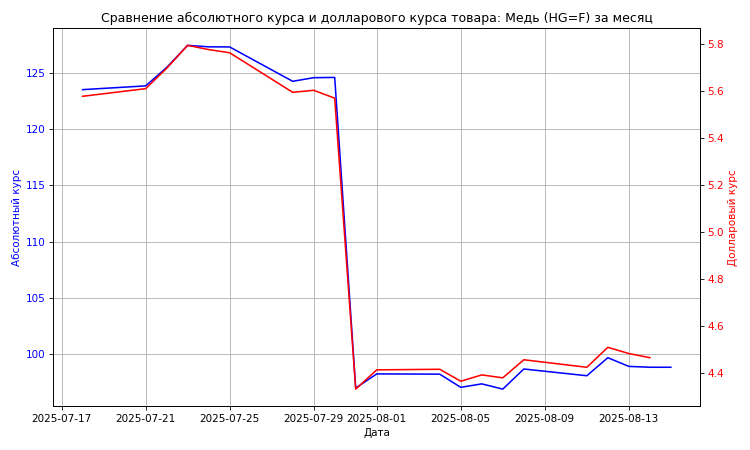 Сравнение абсолютного курса и долларового курса товара: Медь (HG=F) за месяц
Абсолютный курс
125
120
115
110
105
100
5.8
5.6
5.4
5.2
5.0
4.8
4.6
4.4
Долларовый курс
2025-07-17 2025-07-21 2025-07-25 2025-07-29 2025-08-01 2025-08-05 2025-08-09 2025-08-13
Дата